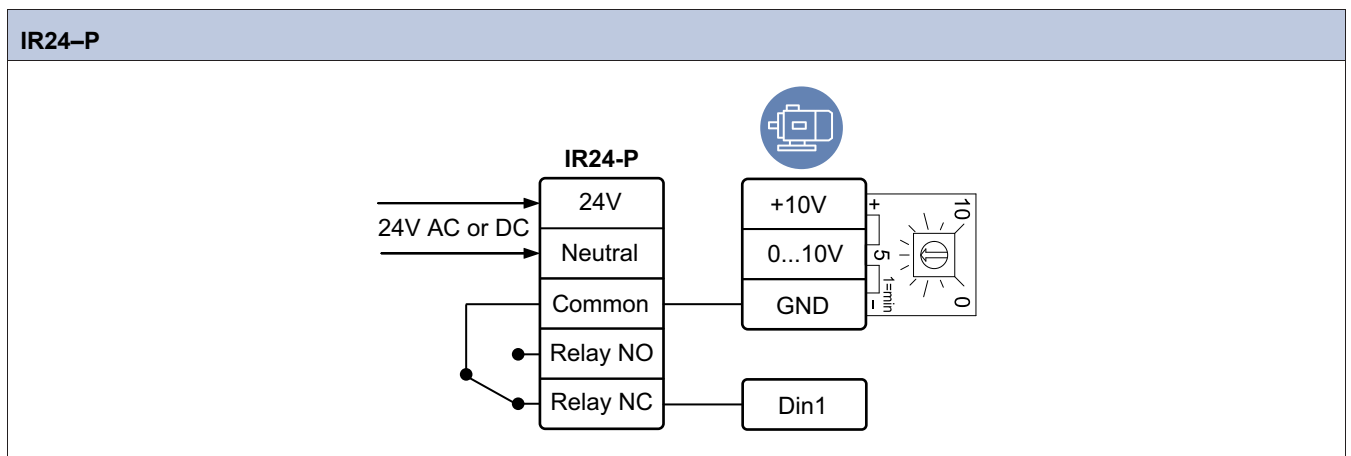 IR24–P
IR24-P
24V
24V AC or DC
Neutral
Common
Relay NO
Relay NC
+10V
0...10V
GND
Din1
+
-
10
5
1=min
0